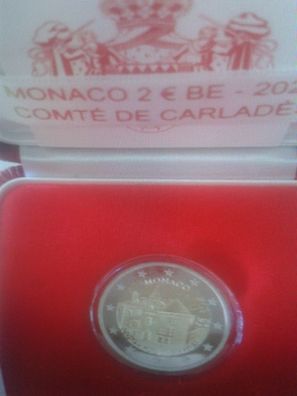 MONACO 2 € BE - 202
COMTÉ DE CARLADÈ
MONACO